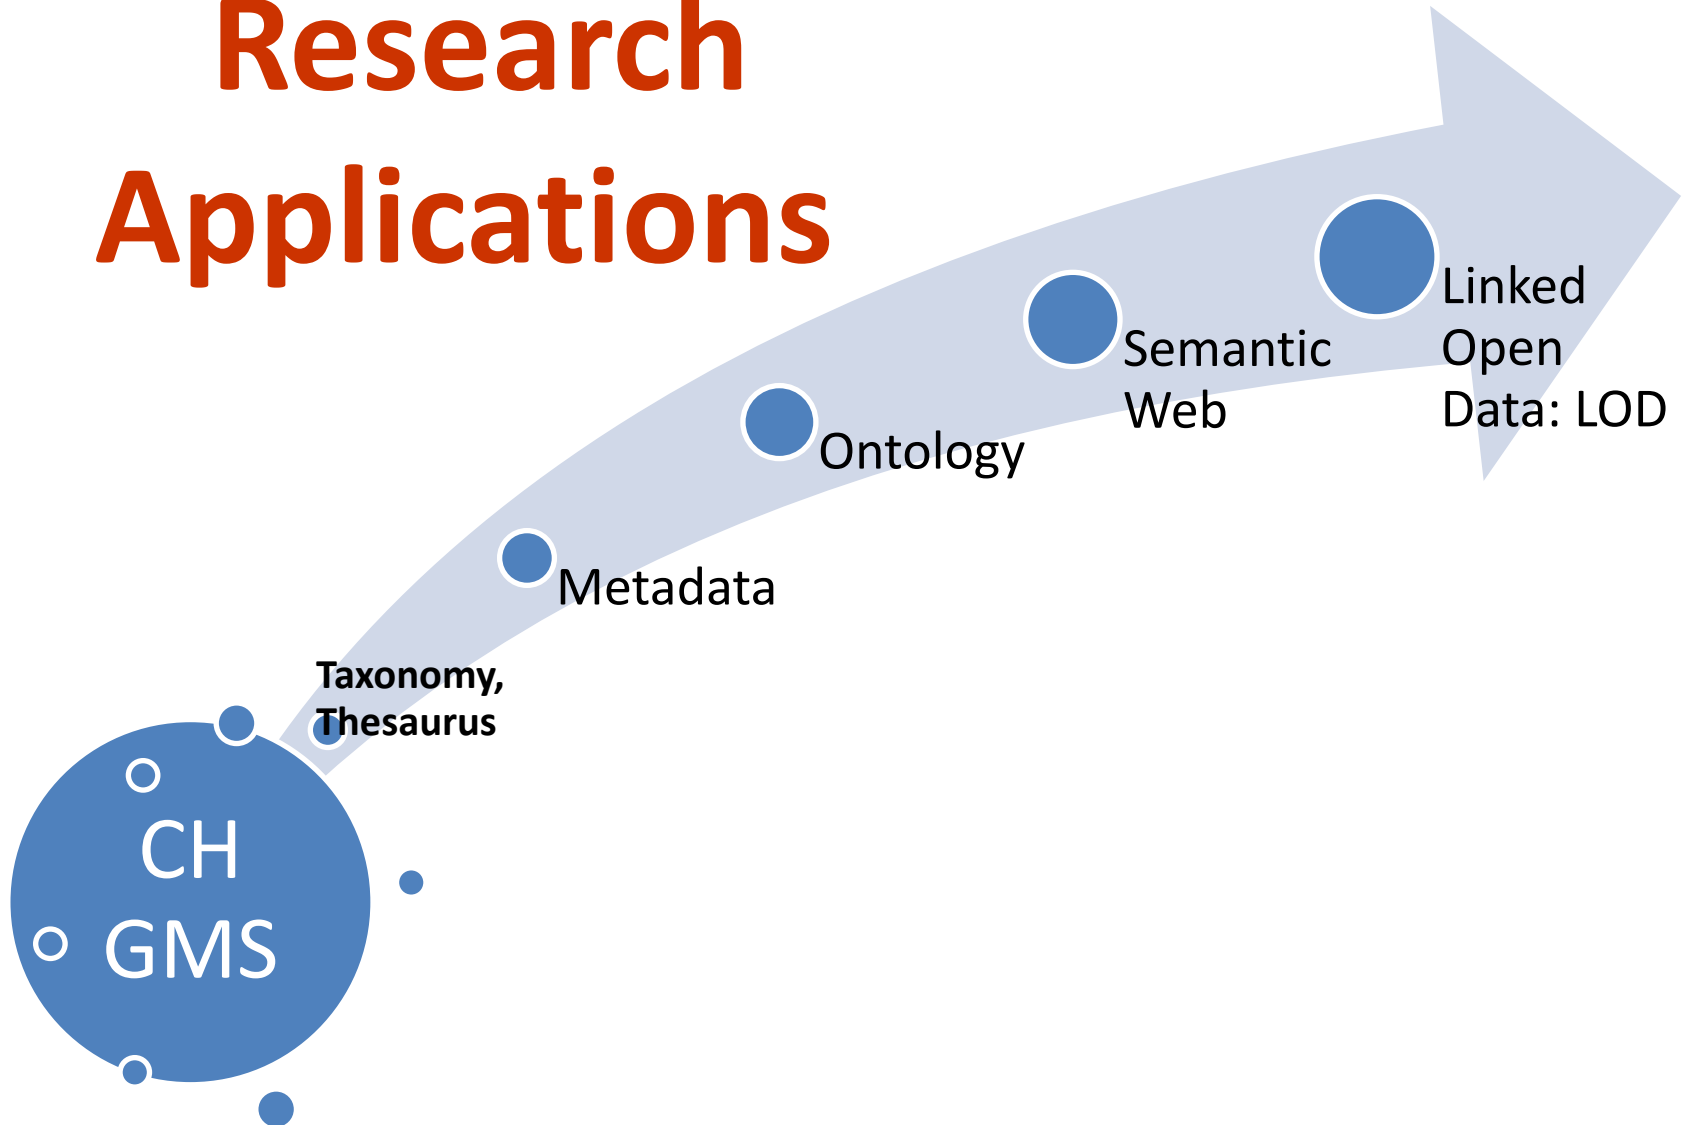 Research
Applications
Linked
Open
Data: LOD
Semantic
Web
Ontology
Metadata
Taxonomy,
Thesaurus
CH
GMS